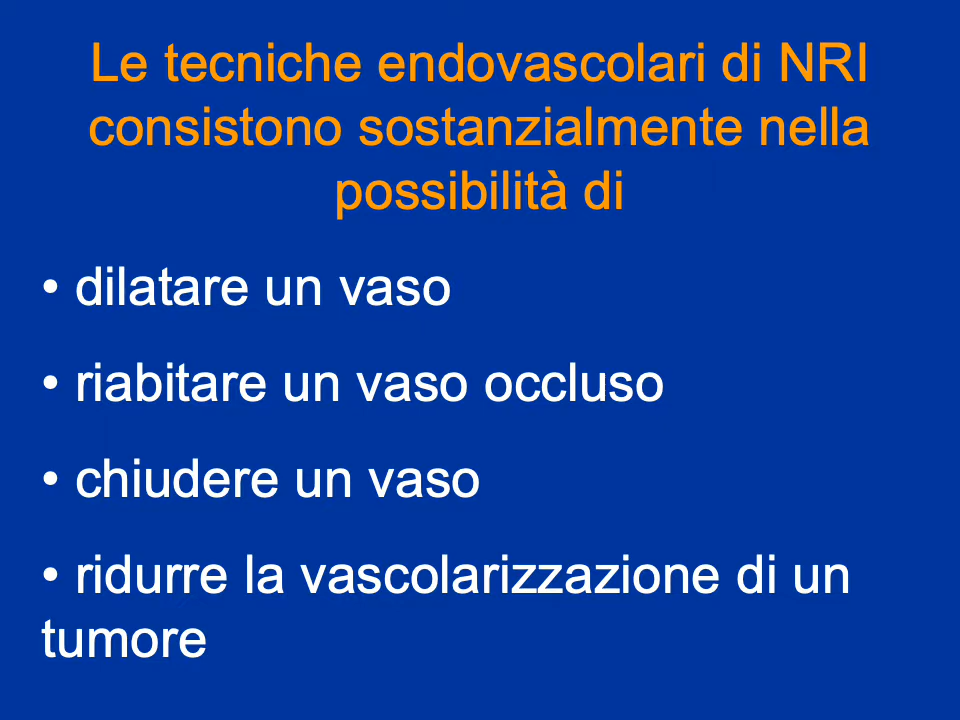 Le tecniche endovascolari di NRI
consistono sostanzialmente nella
possibilità di
• dilatare un vaso
• riabitare un vaso occluso
• chiudere un vaso
• ridurre la vascolarizzazione di un
tumore